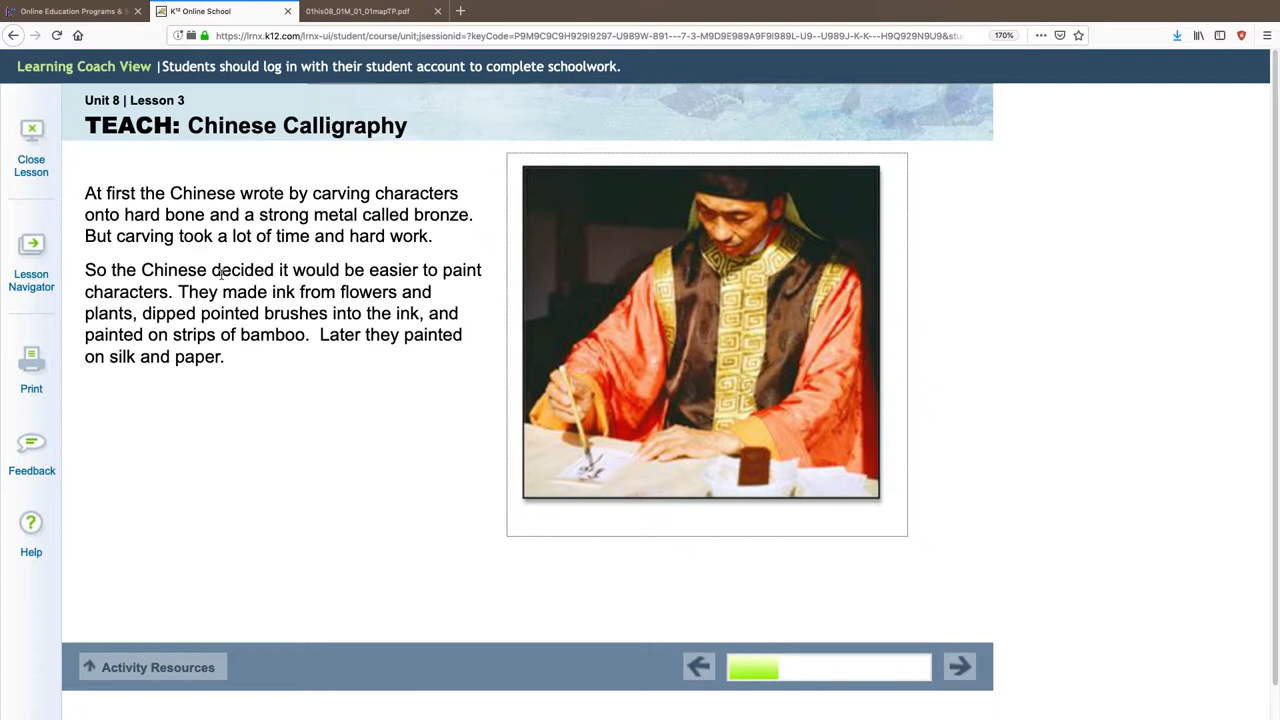 Online Education Programs & S
K¹² Online School
01his08_01M_01_01mapTP.pdf
https://lrnx.k12.com/lrnx-ui/student/course/unit;jsessionid=?keyCode=P9M9C9C9H929I9297-U989W-891---7-3-M9D9E989A9F9I989L-U9--U989J-K-K---H9Q929N9U9&stu
170%
Learning Coach View | Students should log in with their student account to complete schoolwork.
Unit 8 | Lesson 3
TEACH: Chinese Calligraphy
Close
Lesson
Lesson
Navigator
Print
Feedback
Help
At first the Chinese wrote by carving characters
onto hard bone and a strong metal called bronze.
But carving took a lot of time and hard work.
So the Chinese decided it would be easier to paint
characters. They made ink from flowers and
plants, dipped pointed brushes into the ink, and
painted on strips of bamboo. Later they painted
on silk and paper.
Activity Resources